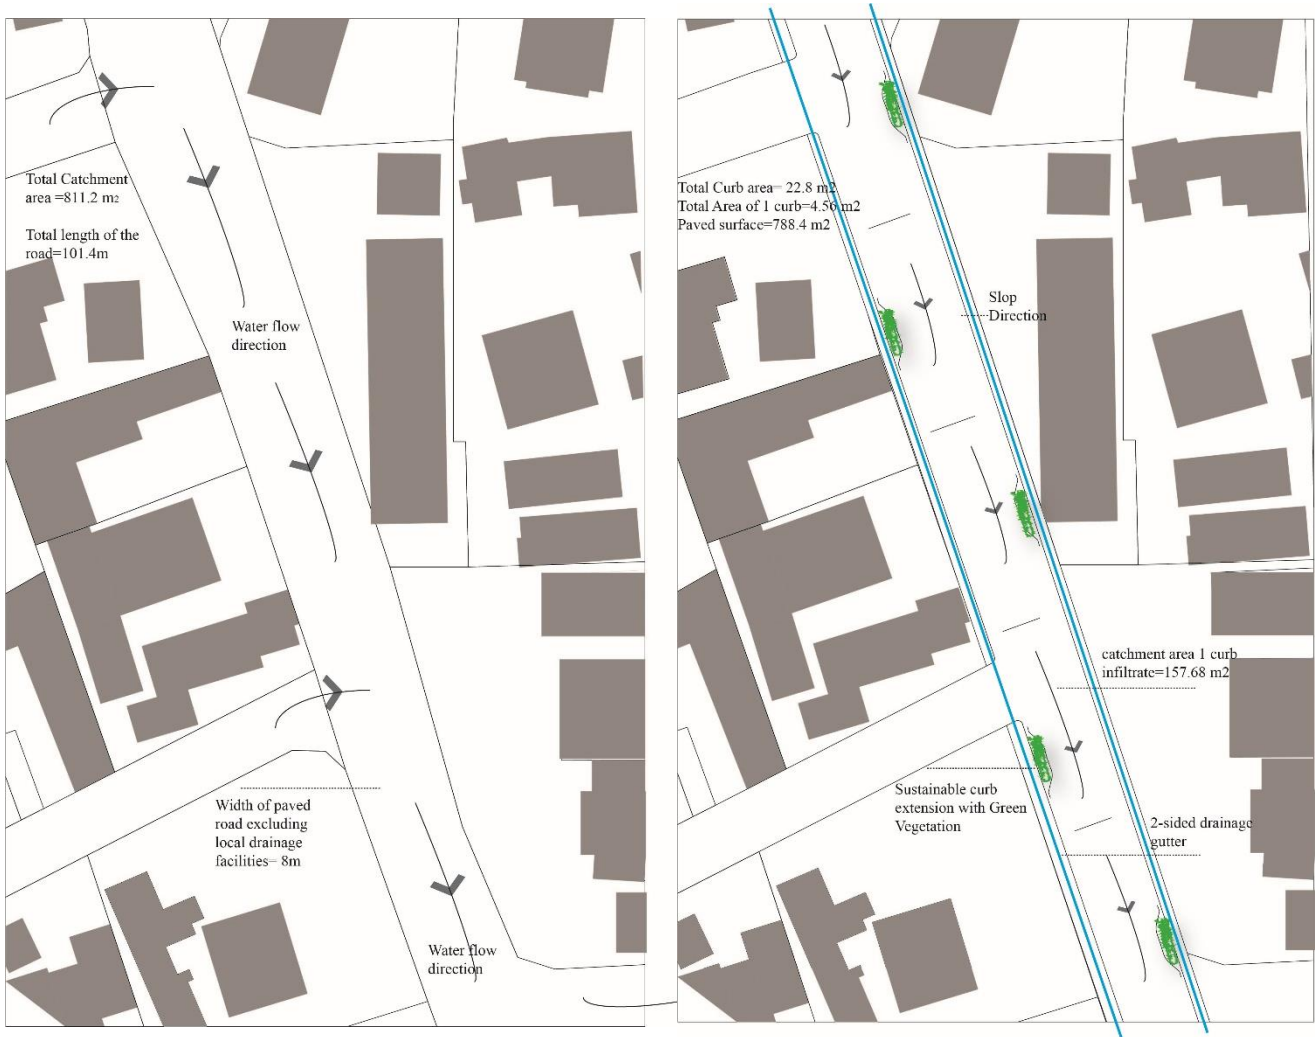 Total Catchment
area =811.2 m2
Total length of the
road=101.4m
Water flow
direction
Width of paved
road excluding
local drainage
facilities= 8m
Water flow
direction
Total Curb area= 22.8 m2
Total Area of 1 curb=4.56 m2
Paved surface=788.4 m2
Slop
Direction
catchment area 1 curb
infiltrate=157.68 m2
Sustainable curb
extension with Green
Vegetation
2-sided drainage
gutter